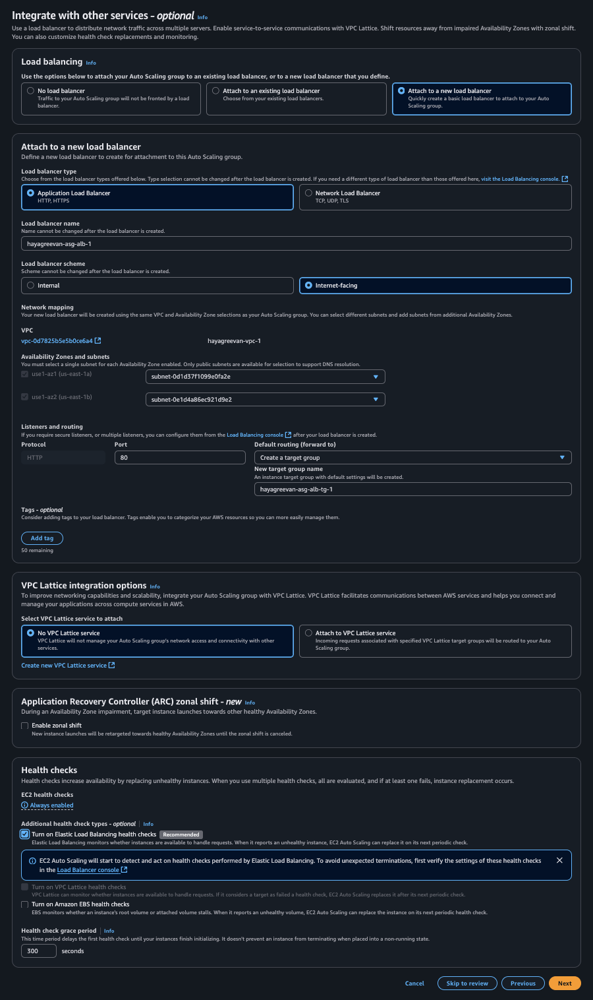 Integrate with other services - optional Info
Use a load balancer to distribute network traffic across multiple servers. Enable service-to-service communications with VPC Lattice. Shift resources away from impaired Availability Zones with zonal shift.
You can also customize health check replacements and monitoring.
Load balancing Info
Use the options below to attach your Auto Scaling group to an existing load balancer, or to a new load balancer that you define.
No load balancer
Traffic to your Auto Scaling group will not be fronted by a load
balancer.
Attach to an existing load balancer
Choose from your existing load balancers.
Attach to a new load balancer
Quickly create a basic load balancer to attach to your Auto
Scaling group.
Attach to a new load balancer
Define a new load balancer to create for attachment to this Auto Scaling group.
Load balancer type
Choose from the load balancer types offered below. Type selection cannot be changed after the load balancer is created. If you need a different type of load balancer than those offered here, visit the Load Balancing console.
Application Load Balancer
HTTP, HTTPS
Network Load Balancer
TCP, UDP, TLS
Load balancer name
Name cannot be changed after the load balancer is created.
hayagreevan-asg-alb-1
Load balancer scheme
Scheme cannot be changed after the load balancer is created.
Internal
Internet-facing
Network mapping
Your new load balancer will be created using the same VPC and Availability Zone selections as your Auto Scaling group. You can select different subnets and add subnets from additional Availability Zones.
VPC
vpc-0d7825b5e5b0ce6a4
hayagreevan-vpc-1
Availability Zones and subnets
You must select a single subnet for each Availability Zone enabled. Only public subnets are available for selection to support DNS resolution.
use1-az1 (us-east-1a)
subnet-0d1d37f1099e0fa2e
use1-az2 (us-east-1b)
subnet-0e1d4a86ec921d9e2
Listeners and routing
If you require secure listeners, or multiple listeners, you can configure them from the Load Balancing console after your load balancer is created.
Protocol
HTTP
Port
80
Default routing (forward to)
Create a target group
New target group name
An instance target group with default settings will be created.
hayagreevan-asg-alb-tg-1
Tags - optional
Consider adding tags to your load balancer. Tags enable you to categorize your AWS resources so you can more easily manage them.
Add tag
50 remaining
VPC Lattice integration options Info
To improve networking capabilities and scalability, integrate your Auto Scaling group with VPC Lattice. VPC Lattice facilitates communications between AWS services and helps you connect and
manage your applications across compute services in AWS.
Select VPC Lattice service to attach
No VPC Lattice service
VPC Lattice will not manage your Auto Scaling group's network access and connectivity with other
services.
Attach to VPC Lattice service
Incoming requests associated with specified VPC Lattice target groups will be routed to your Auto
Scaling group.
Create new VPC Lattice service
Application Recovery Controller (ARC) zonal shift - new Info
During an Availability Zone impairment, target instance launches towards other healthy Availability Zones.
Enable zonal shift
New instance launches will be retargeted towards healthy Availability Zones until the zonal shift is canceled.
Health checks
Health checks increase availability by replacing unhealthy instances. When you use multiple health checks, all are evaluated, and if at least one fails, instance replacement occurs.
EC2 health checks
Always enabled
Additional health check types - optional Info
Turn on Elastic Load Balancing health checks Recommended
Elastic Load Balancing monitors whether instances are available to handle requests. When it reports an unhealthy instance, EC2 Auto Scaling can replace it on its next periodic check.
EC2 Auto Scaling will start to detect and act on health checks performed by Elastic Load Balancing. To avoid unexpected terminations, first verify the settings of these health checks
in the Load Balancer console
Turn on VPC Lattice health checks
VPC Lattice can monitor whether instances are available to handle requests. If it considers a target as failed a health check, EC2 Auto Scaling replaces it after its next periodic check.
Turn on Amazon EBS health checks
EBS monitors whether an instance's root volume or attached volume stalls. When it reports an unhealthy volume, EC2 Auto Scaling can replace the instance on its next periodic health check.
Health check grace period Info
This time period delays the first health check until your instances finish initializing. It doesn't prevent an instance from terminating when placed into a non-running state.
300 seconds
Cancel
Skip to review
Previous
Next